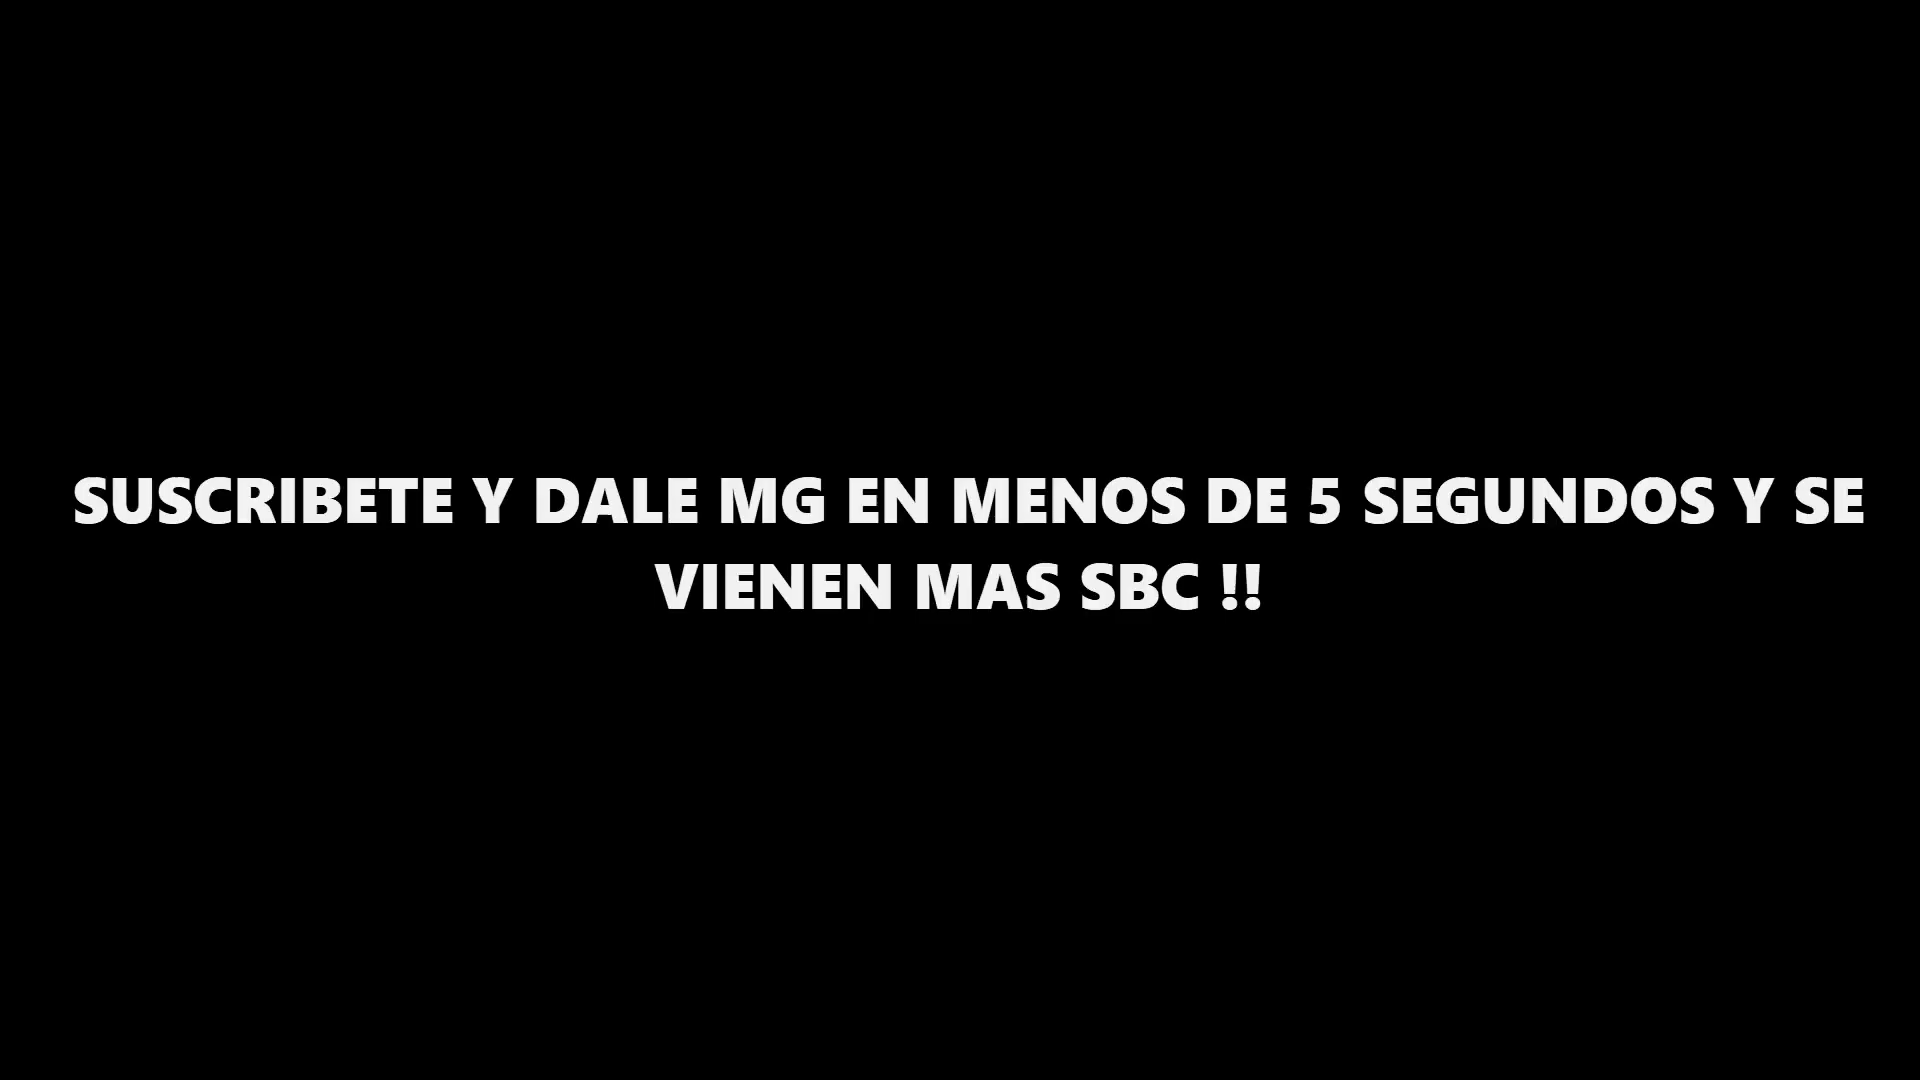 SUSCRIBETE Y DALE MG EN MENOS DE 5 SEGUNDOS Y SE
VIENEN MAS SBC !!